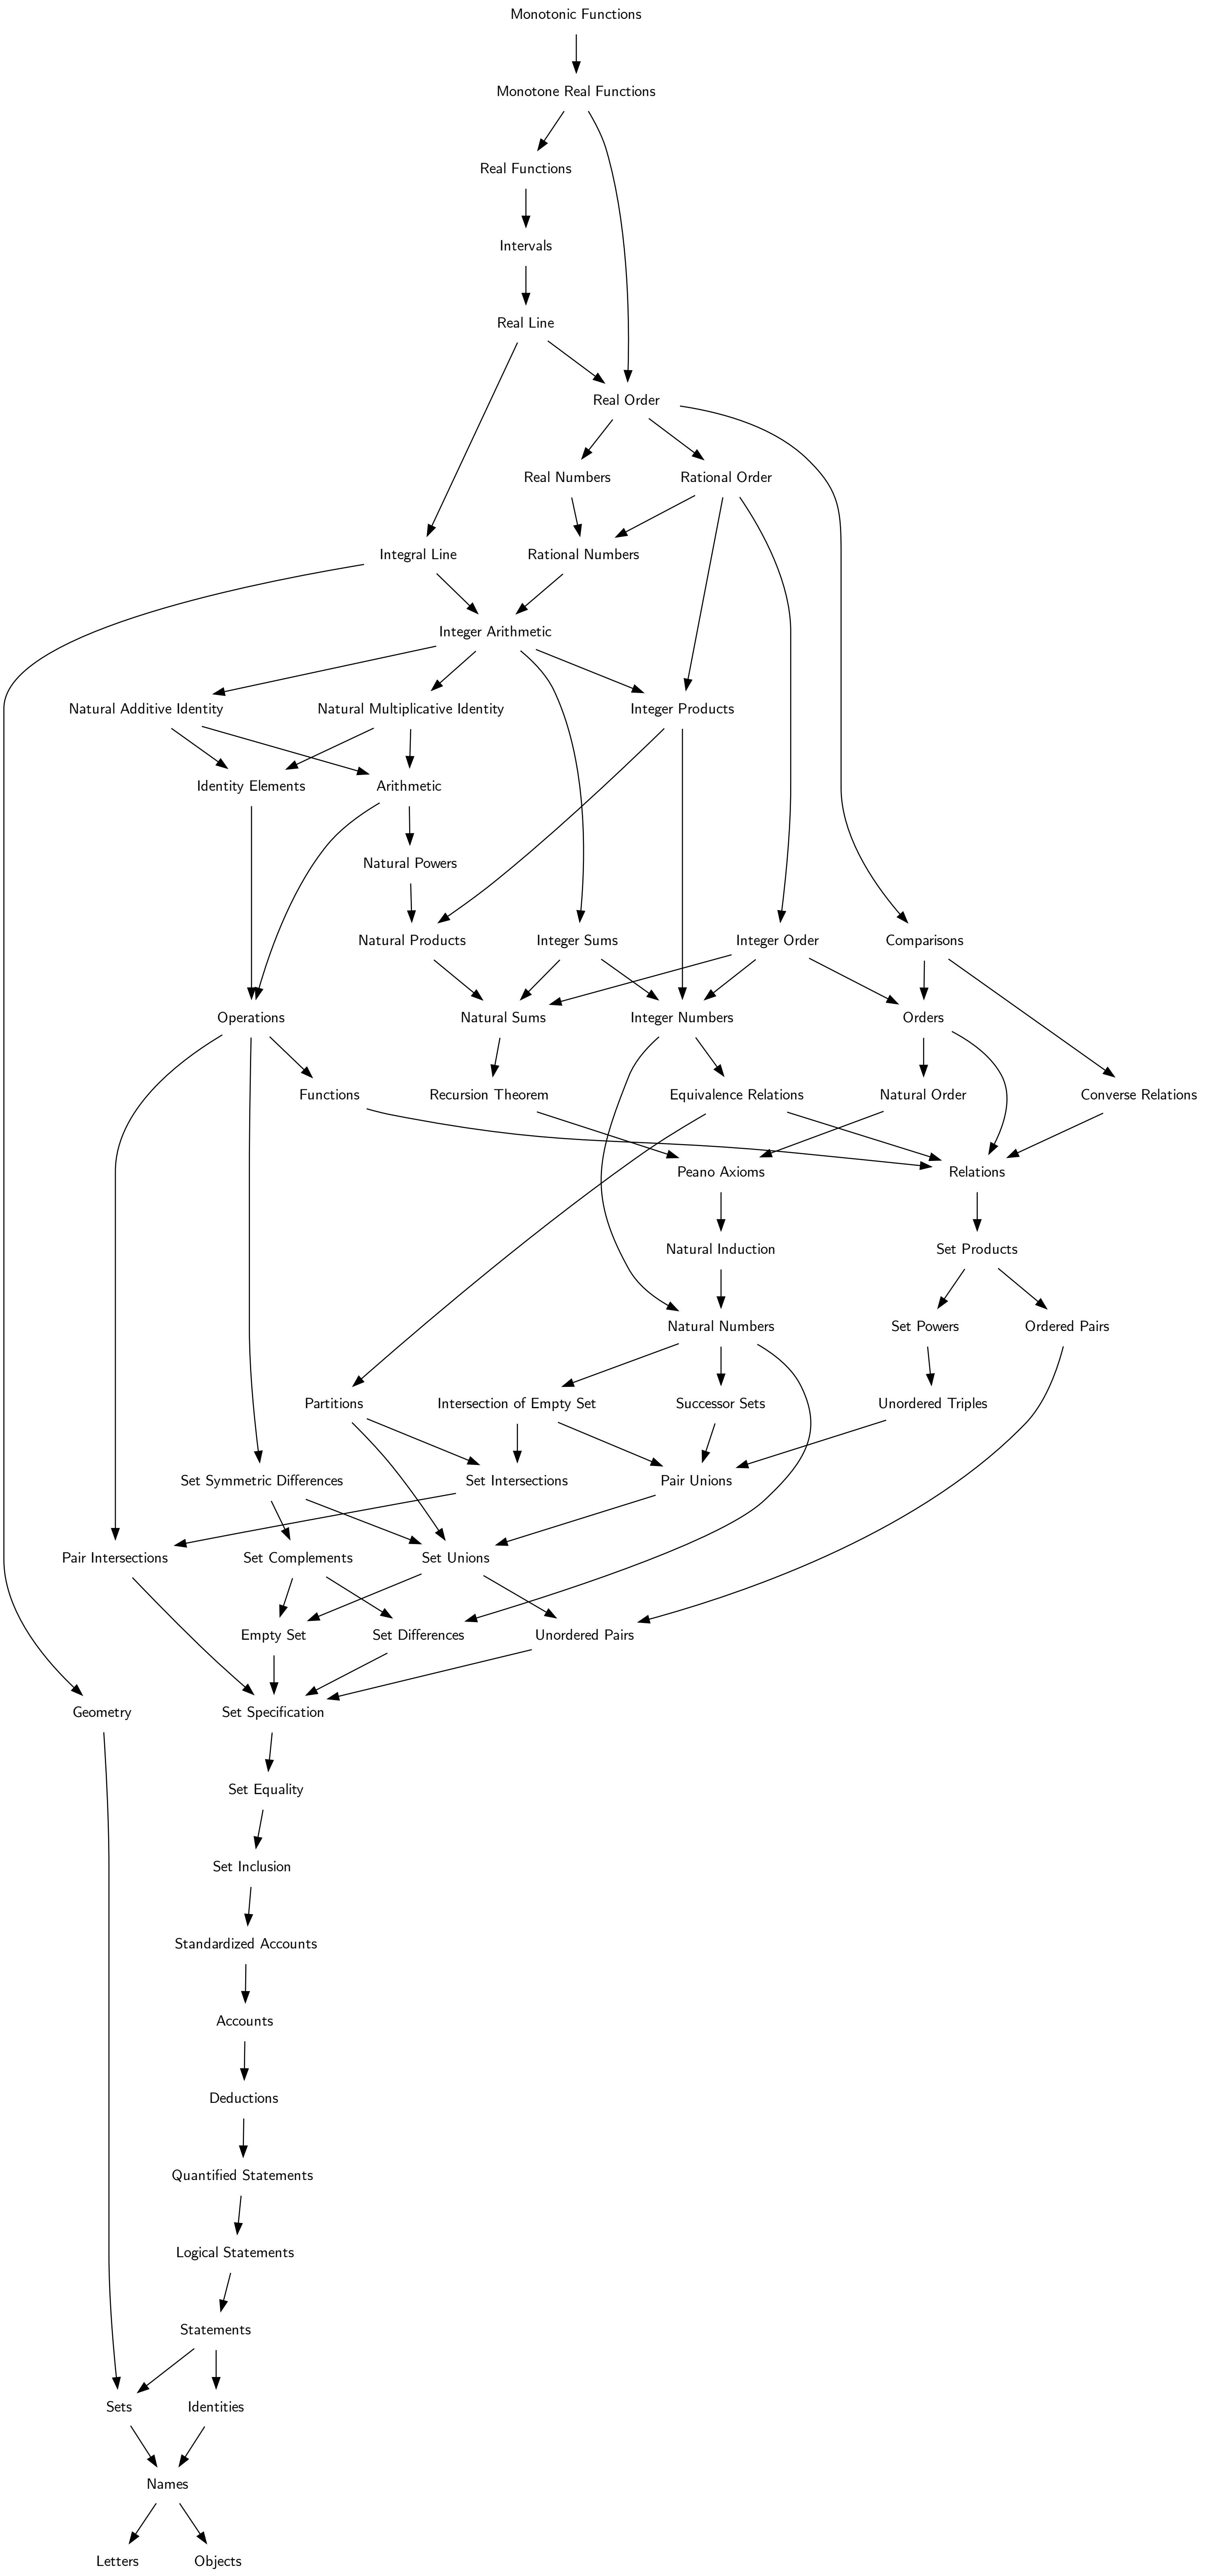 Monotonic Functions
Monotone Real Functions
Real Functions
Intervals
Real Line
Real Order
Real Numbers
Rational Order
Integral Line
Rational Numbers
Integer Arithmetic
Natural Additive Identity
Natural Multiplicative Identity
Integer Products
Identity Elements
Arithmetic
Natural Powers
Natural Products
Integer Sums
Integer Order
Comparisons
Operations
Natural Sums
Integer Numbers
Orders
Functions
Recursion Theorem
Equivalence Relations
Natural Order
Converse Relations
Peano Axioms
Relations
Natural Induction
Set Products
Natural Numbers
Set Powers
Ordered Pairs
Partitions
Intersection of Empty Set
Successor Sets
Unordered Triples
Set Symmetric Differences
Set Intersections
Pair Unions
Pair Intersections
Set Complements
Set Unions
Empty Set
Set Differences
Unordered Pairs
Geometry
Set Specification
Set Equality
Set Inclusion
Standardized Accounts
Accounts
Deductions
Quantified Statements
Logical Statements
Statements
Sets
Identities
Names
Letters
Objects